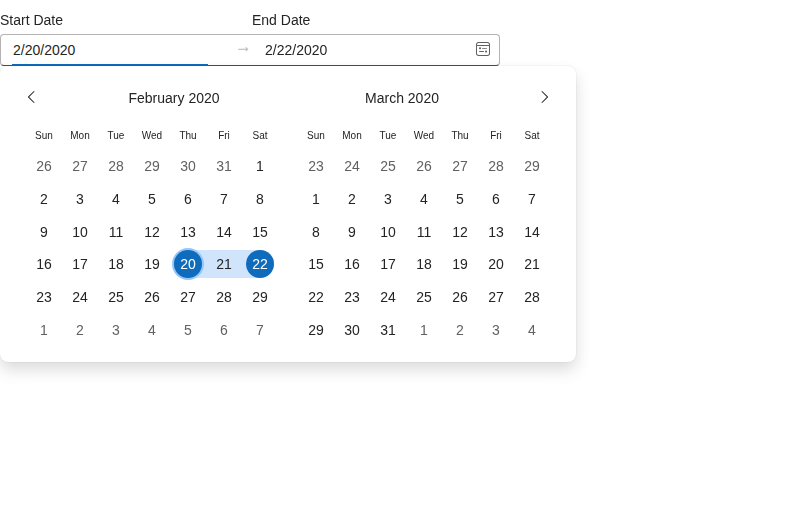 Start Date End Date
2/20/2020 → 2/22/2020
February 2020
Sun Mon Tue Wed Thu Fri Sat
26 27 28 29 30 31 1
2 3 4 5 6 7 8
9 10 11 12 13 14 15
16 17 18 19 20 21 22
23 24 25 26 27 28 29
1 2 3 4 5 6 7
March 2020
Sun Mon Tue Wed Thu Fri Sat
23 24 25 26 27 28 29
1 2 3 4 5 6 7
8 9 10 11 12 13 14
15 16 17 18 19 20 21
22 23 24 25 26 27 28
29 30 31 1 2 3 4